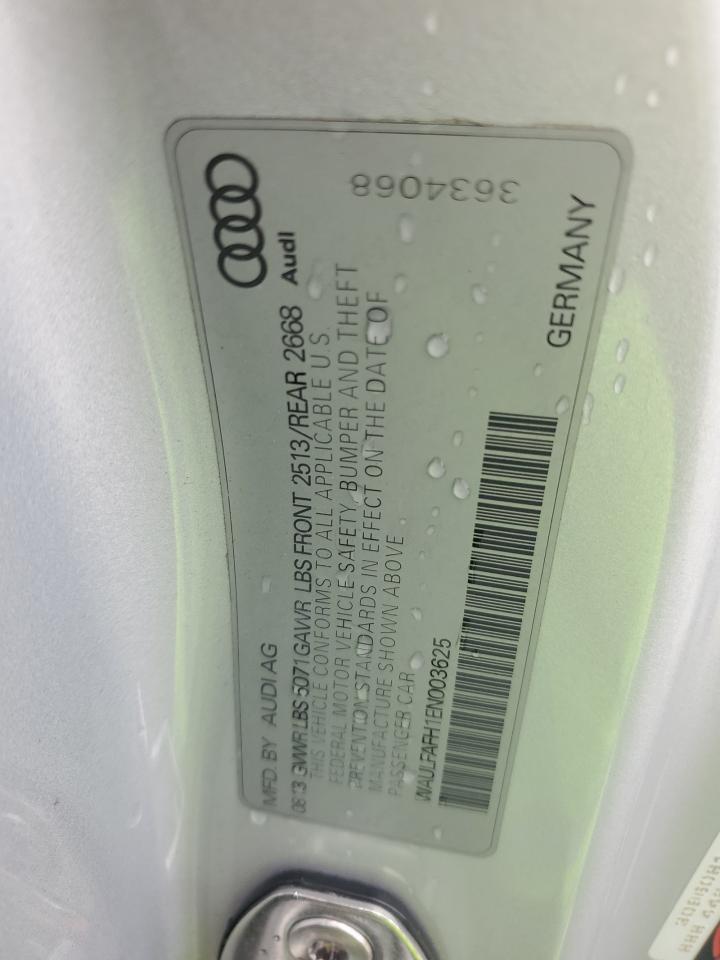 Audi
3634068
MFD. BY AUDI AG
06/13 GVWR LBS 5071 GAWR LBS FRONT 2513/REAR 2668
THIS VEHICLE CONFORMS TO ALL APPLICABLE U.S.
FEDERAL MOTOR VEHICLE SAFETY, BUMPER AND THEFT
PREVENTION STANDARDS IN EFFECT ON THE DATE OF
MANUFACTURE SHOWN ABOVE.
PASSENGER CAR
WAULFAFH1EN003625
GERMANY